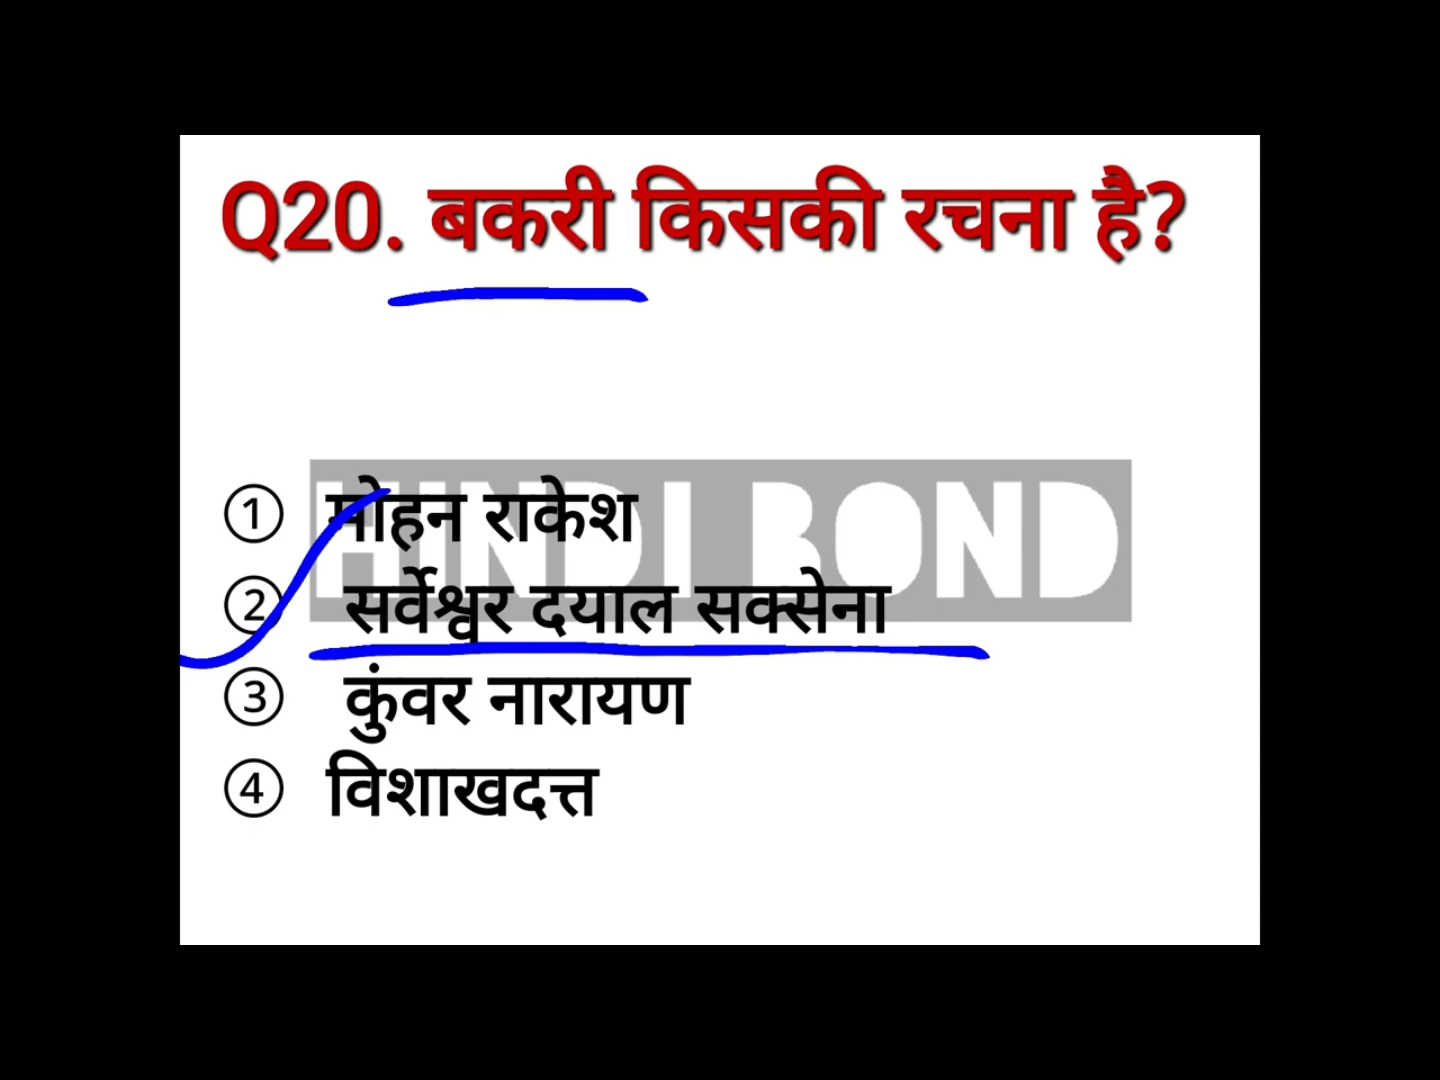 Q20. बकरी किसकी रचना है?
HINDI BOND
① मोहन राकेश
② सर्वेश्वर दयाल सक्सेना
③ कुंवर नारायण
④ विशाखदत्त